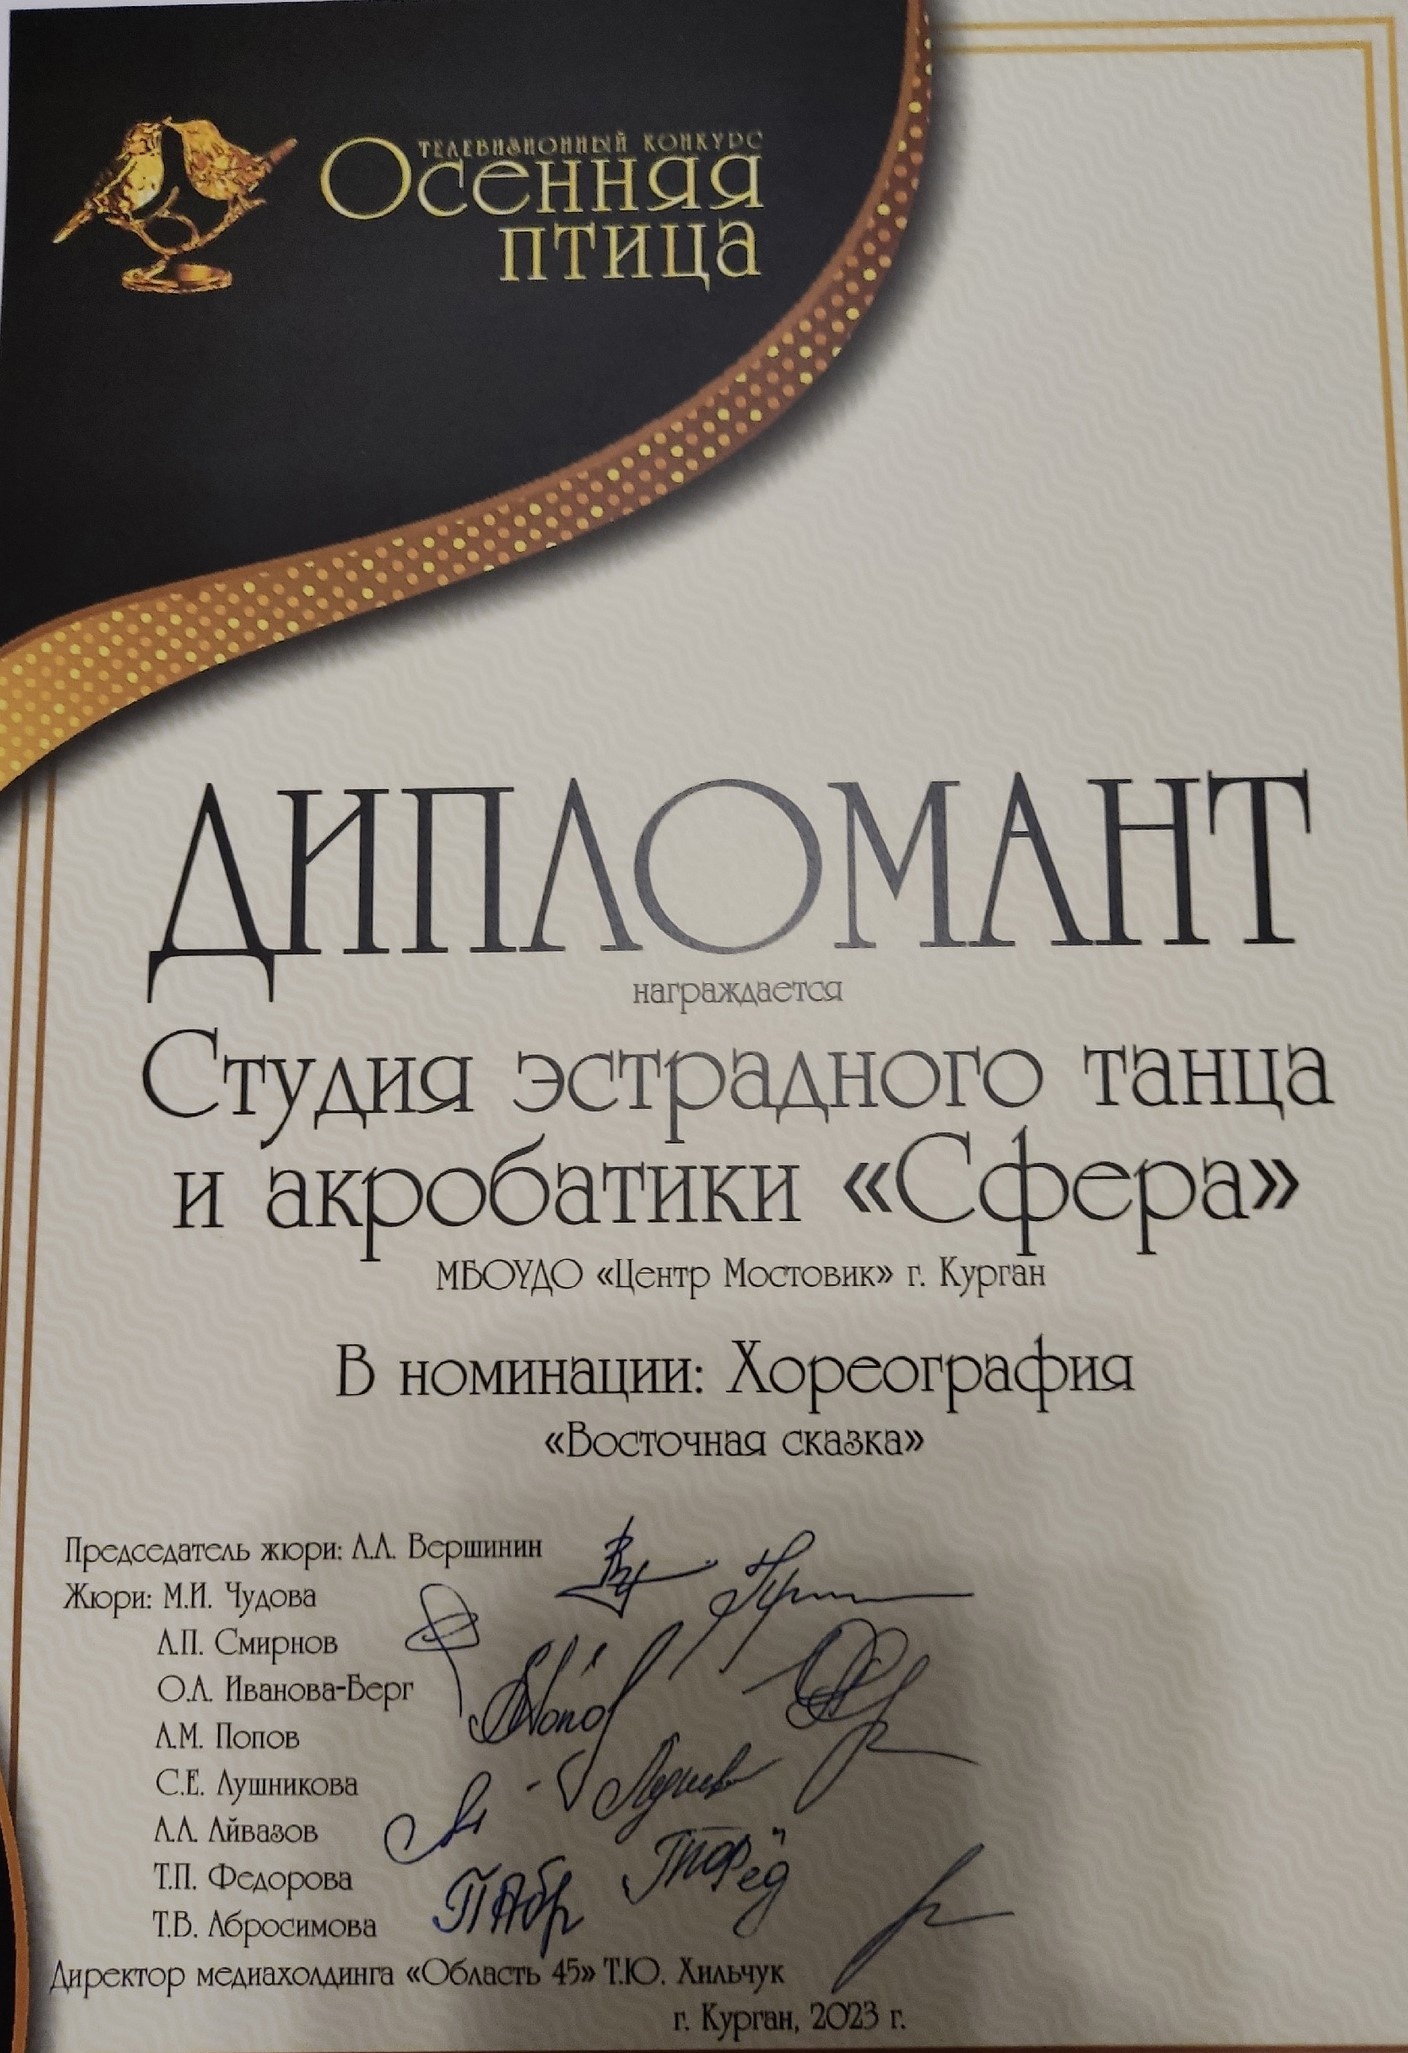 ТЕЛЕВИЗИОННЫЙ КОНКУРС
Осенняя
птица
ДИПЛОМАНТ
награждается
Студия эстрадного танца
и акробатики «Сфера»
МБОУДО «Центр Мостовик» г. Курган
В номинации: Хореография
«Восточная сказка»
Председатель жюри: А.А. Вершинин
Жюри: М.И. Чудова
А.П. Смирнов
О.А. Иванова-Берг
А.М. Попов
С.Е. Лушникова
А.А. Айвазов
Т.П. Федорова
Т.В. Абросимова
Директор медиахолдинга «Область 45» Т.Ю. Хильчук
г. Курган, 2023 г.